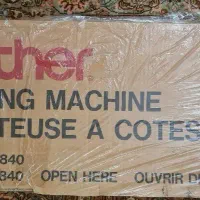 ther
NG MACHINE
TEUSE A COTES
840
840 OPEN HERE OUVRIR D